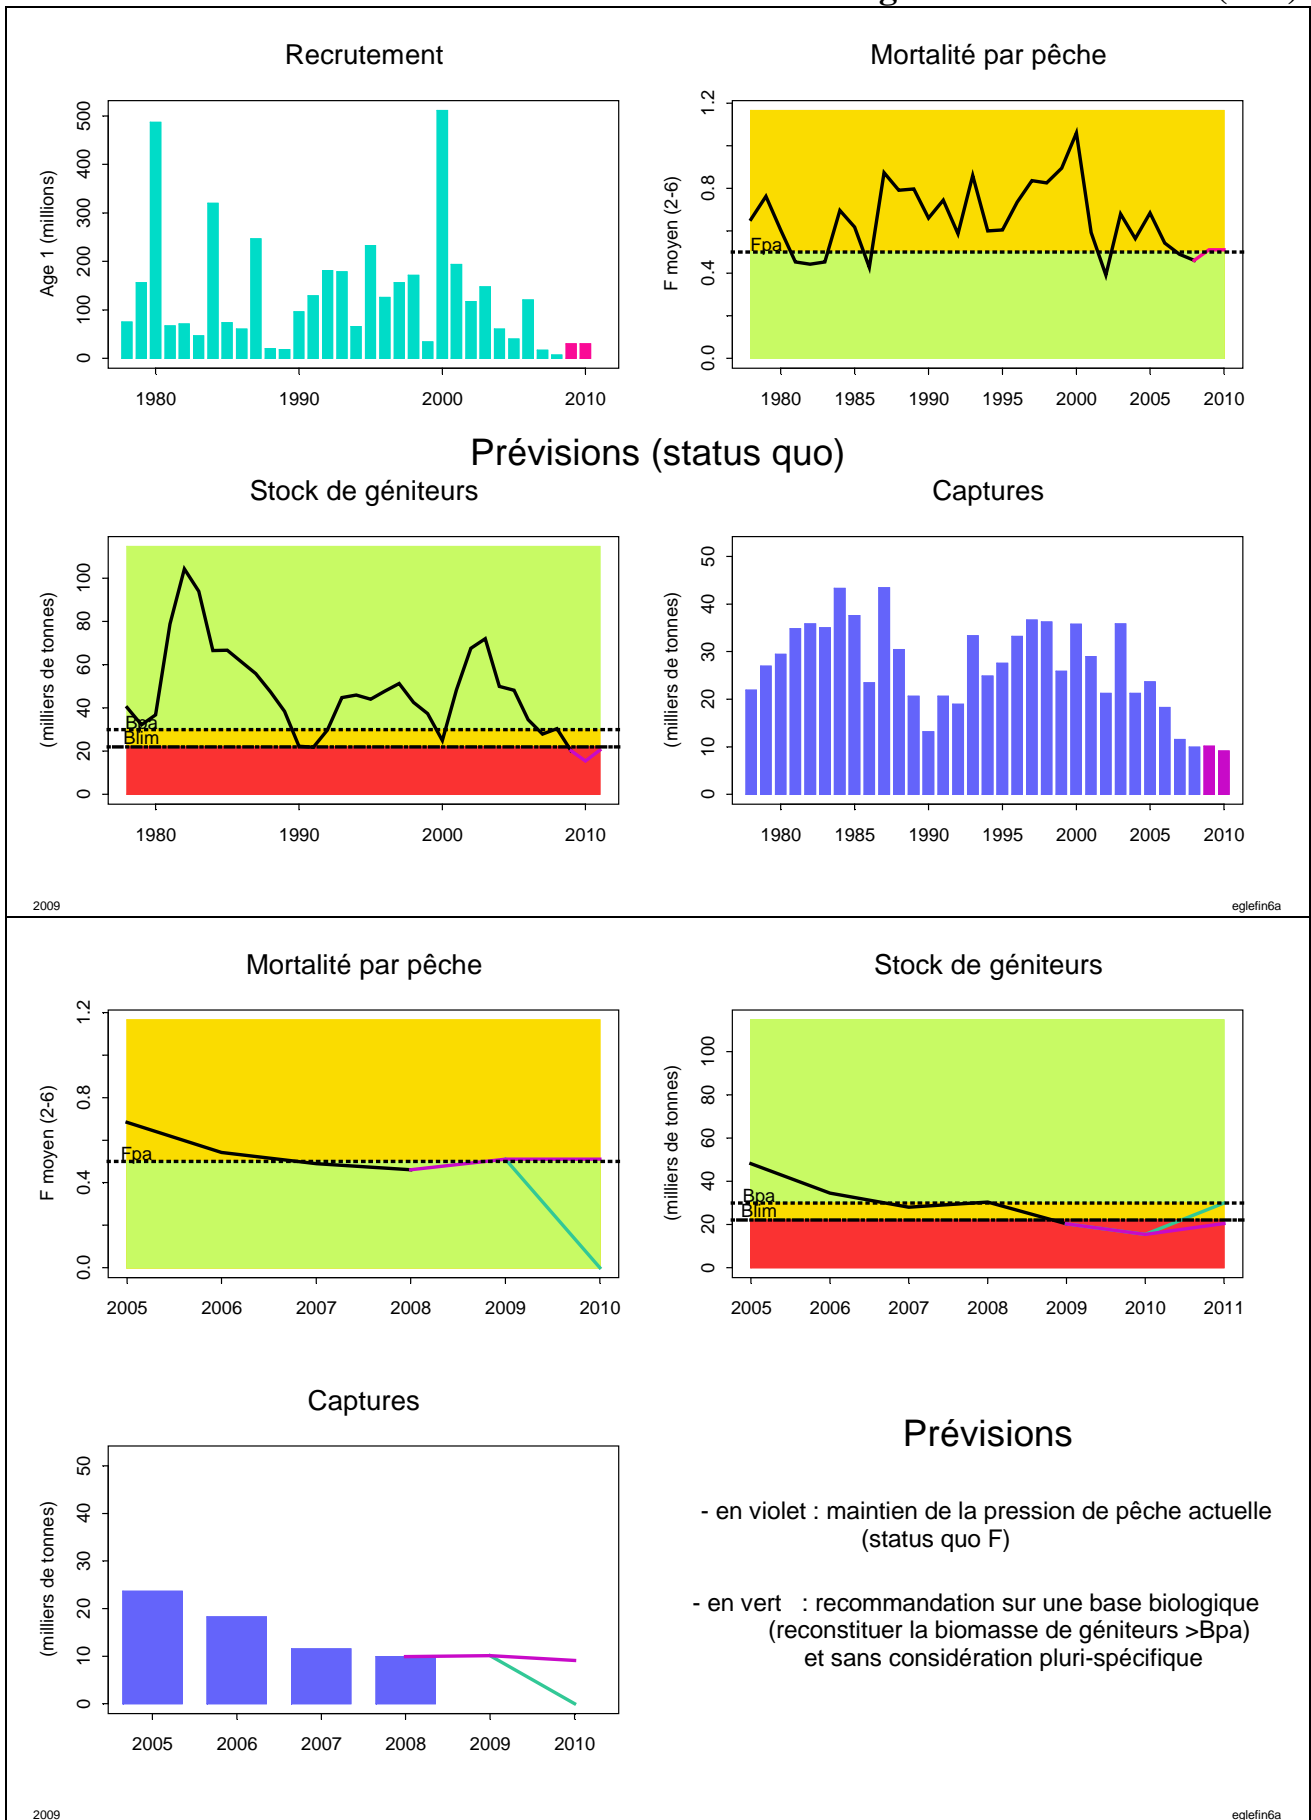 Recrutement
Age 1 (millions)
0 100 200 300 400 500
1980 1990 2000 2010
Mortalité par pêche
F moyen (2-6)
0.0 0.4 0.8 1.2
Fpa
1980 1985 1990 1995 2000 2005 2010
Prévisions (status quo)
Stock de géniteurs
(milliers de tonnes)
0 20 40 60 80 100
Bpa
Blim
1980 1990 2000 2010
Captures
(milliers de tonnes)
0 10 20 30 40 50
1980 1985 1990 1995 2000 2005 2010
2009
eglefin6a
Mortalité par pêche
F moyen (2-6)
0.0 0.4 0.8 1.2
Fpa
2005 2006 2007 2008 2009 2010
Stock de géniteurs
(milliers de tonnes)
0 20 40 60 80 100
Bpa
Blim
2005 2006 2007 2008 2009 2010 2011
Captures
(milliers de tonnes)
0 10 20 30 40 50
2005 2006 2007 2008 2009 2010
Prévisions
- en violet : maintien de la pression de pêche actuelle
(status quo F)
- en vert : recommandation sur une base biologique
(reconstituer la biomasse de géniteurs >Bpa)
et sans considération pluri-spécifique
2009
eglefin6a